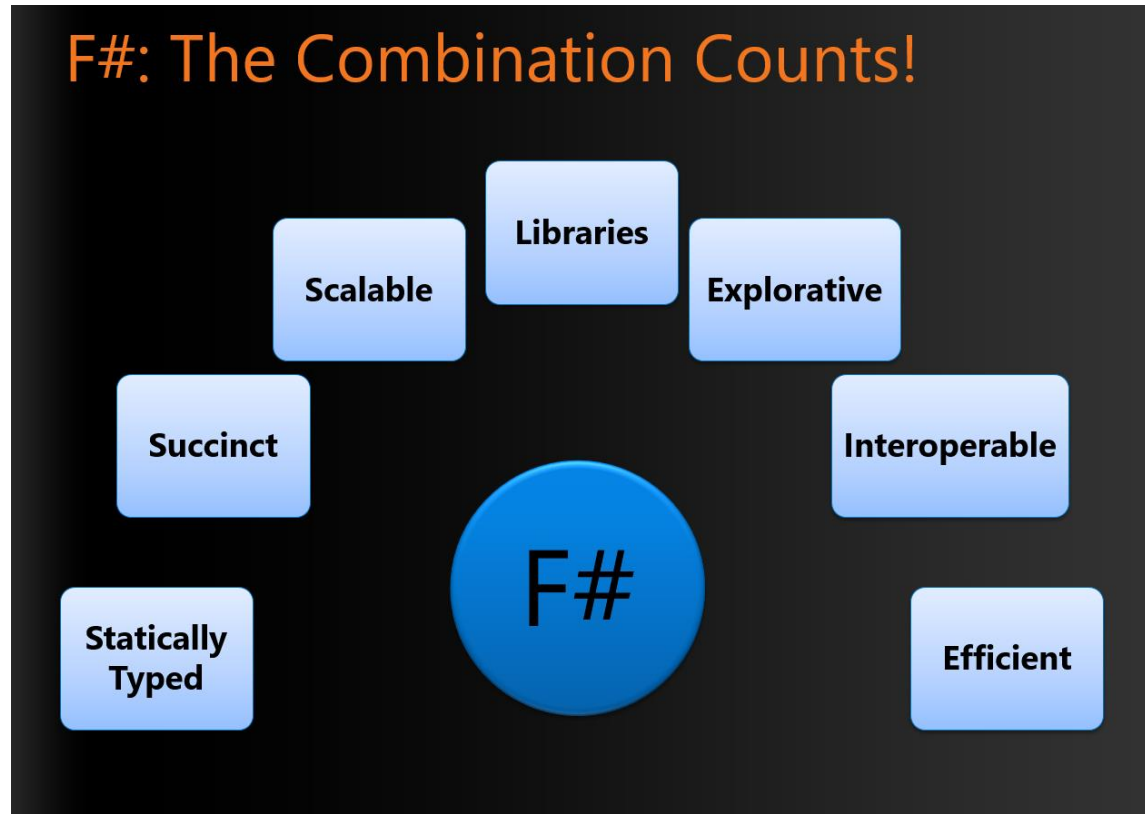 F#: The Combination Counts!
Libraries
Scalable
Explorative
Succinct
Interoperable
F#
Statically
Typed
Efficient